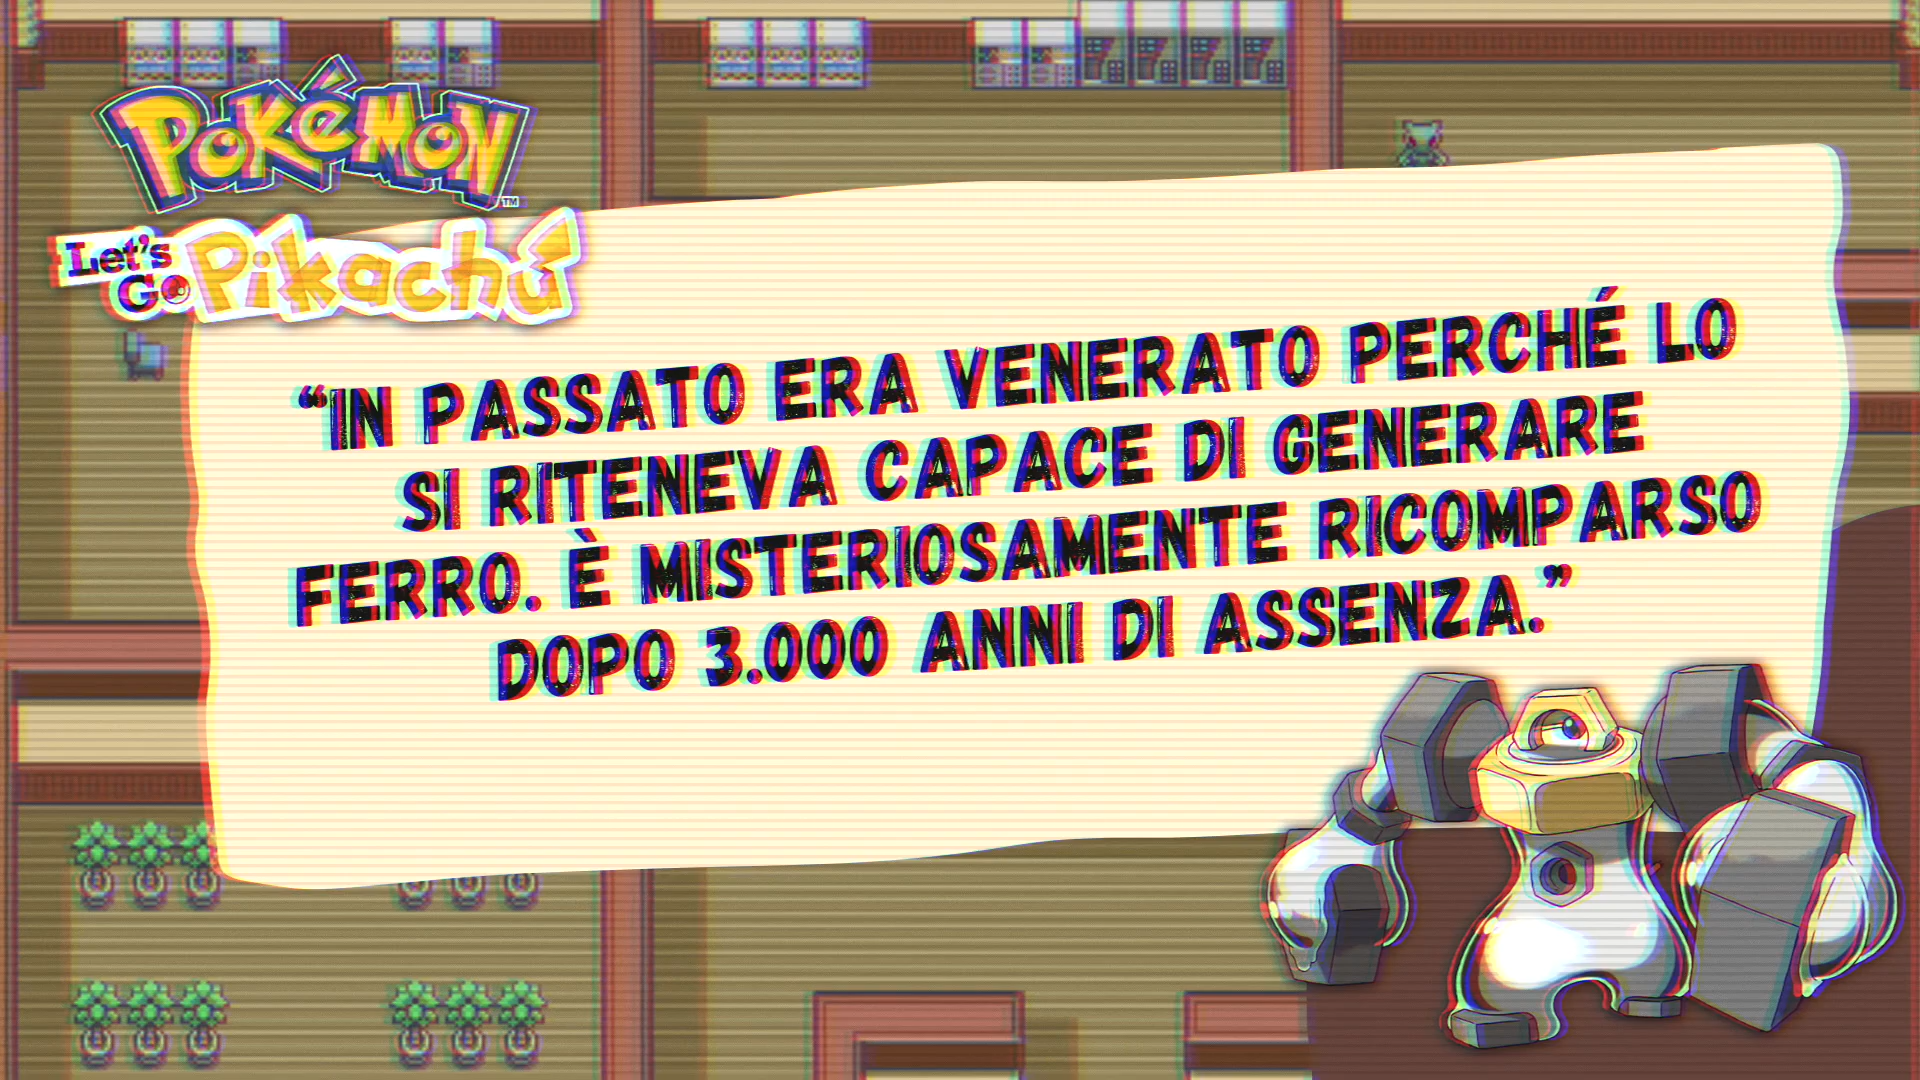 POKÉMON
TM
Let's
Go Pikachu
“IN PASSATO ERA VENERATO PERCHÉ LO
SI RITENEVA CAPACE DI GENERARE
FERRO. È MISTERIOSAMENTE RICOMPARSO
DOPO 3.000 ANNI DI ASSENZA.”